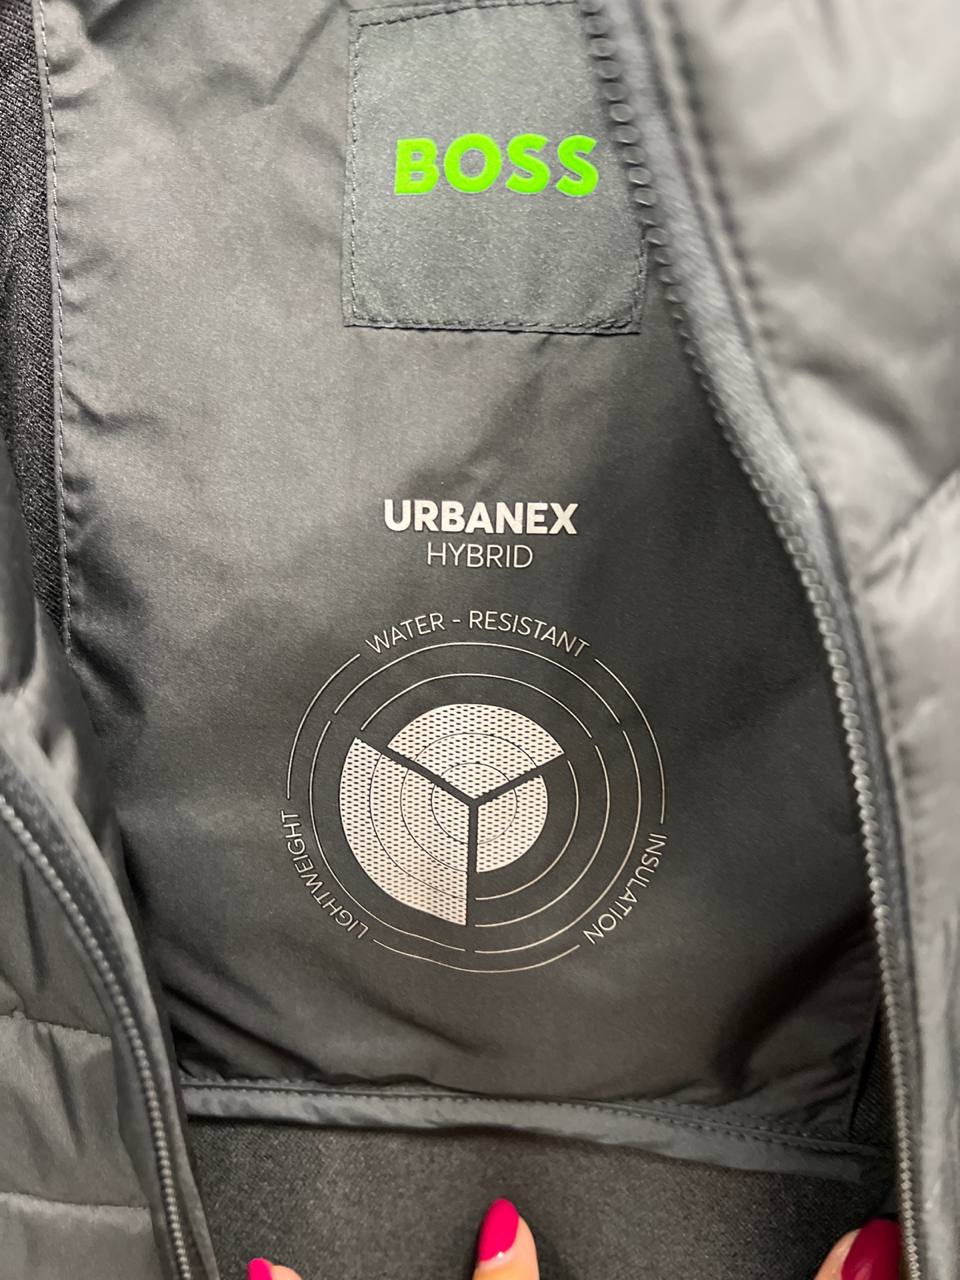 BOSS
URBANEX
HYBRID
WATER - RESISTANT
LIGHTWEIGHT
INSULATION